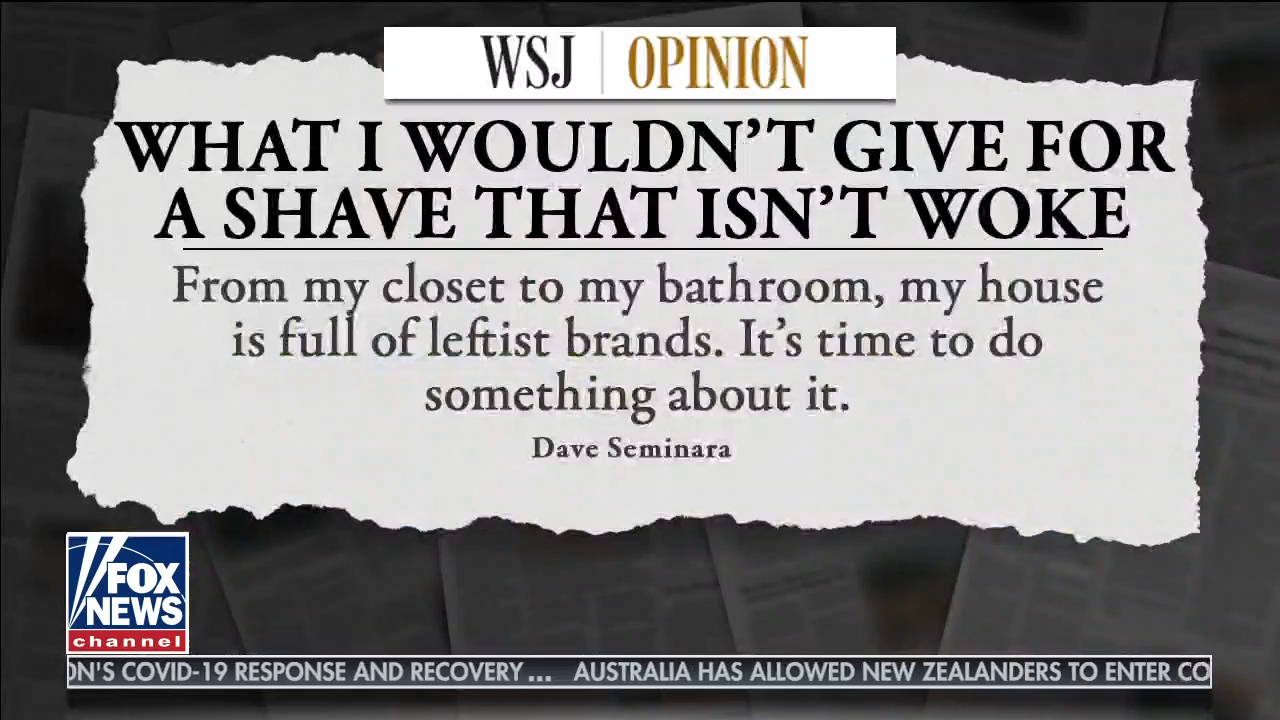 WSJ | OPINION
WHAT I WOULDN'T GIVE FOR
A SHAVE THAT ISN'T WOKE
From my closet to my bathroom, my house
is full of leftist brands. It's time to do
something about it.
Dave Seminara
FOX
NEWS
channel
ON'S COVID-19 RESPONSE AND RECOVERY ... AUSTRALIA HAS ALLOWED NEW ZEALANDERS TO ENTER CO